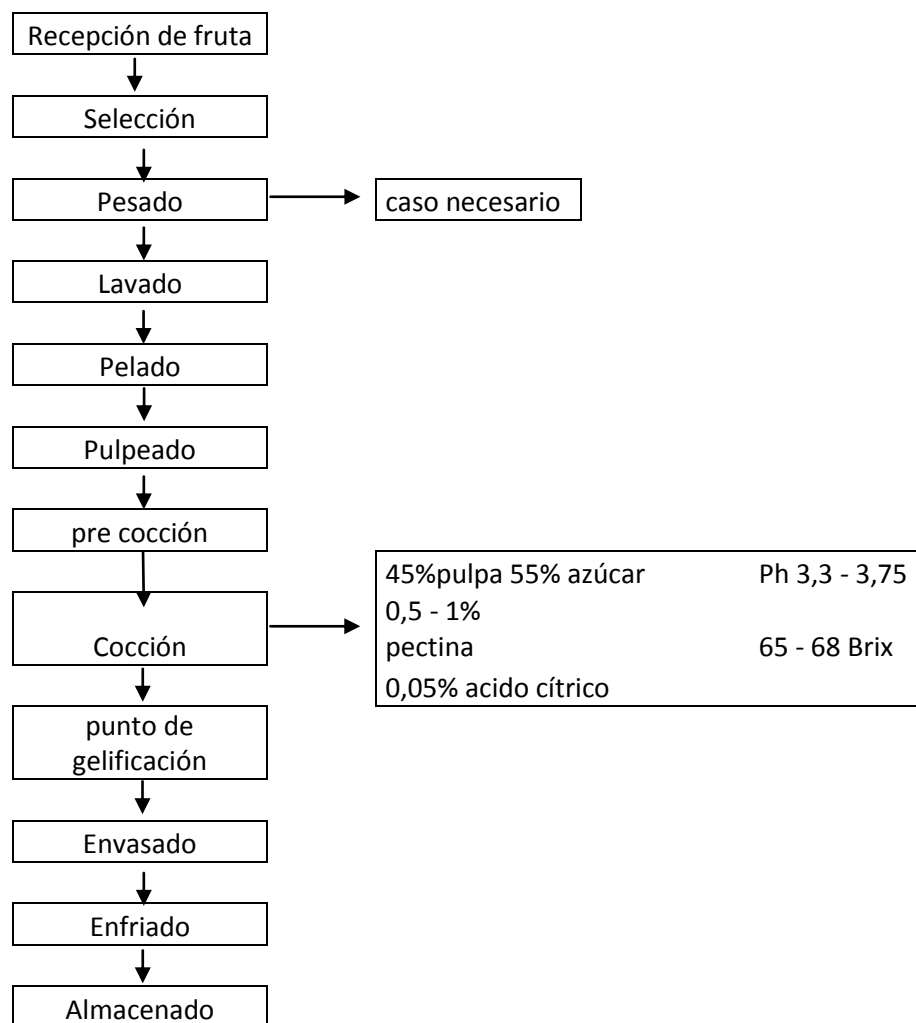 Recepción de fruta
Selección
Pesado
caso necesario
Lavado
Pelado
Pulpeado
pre cocción
Cocción
45%pulpa 55% azúcar Ph 3,3 - 3,75
0,5 - 1%
pectina 65 - 68 Brix
0,05% acido cítrico
punto de
gelificación
Envasado
Enfriado
Almacenado